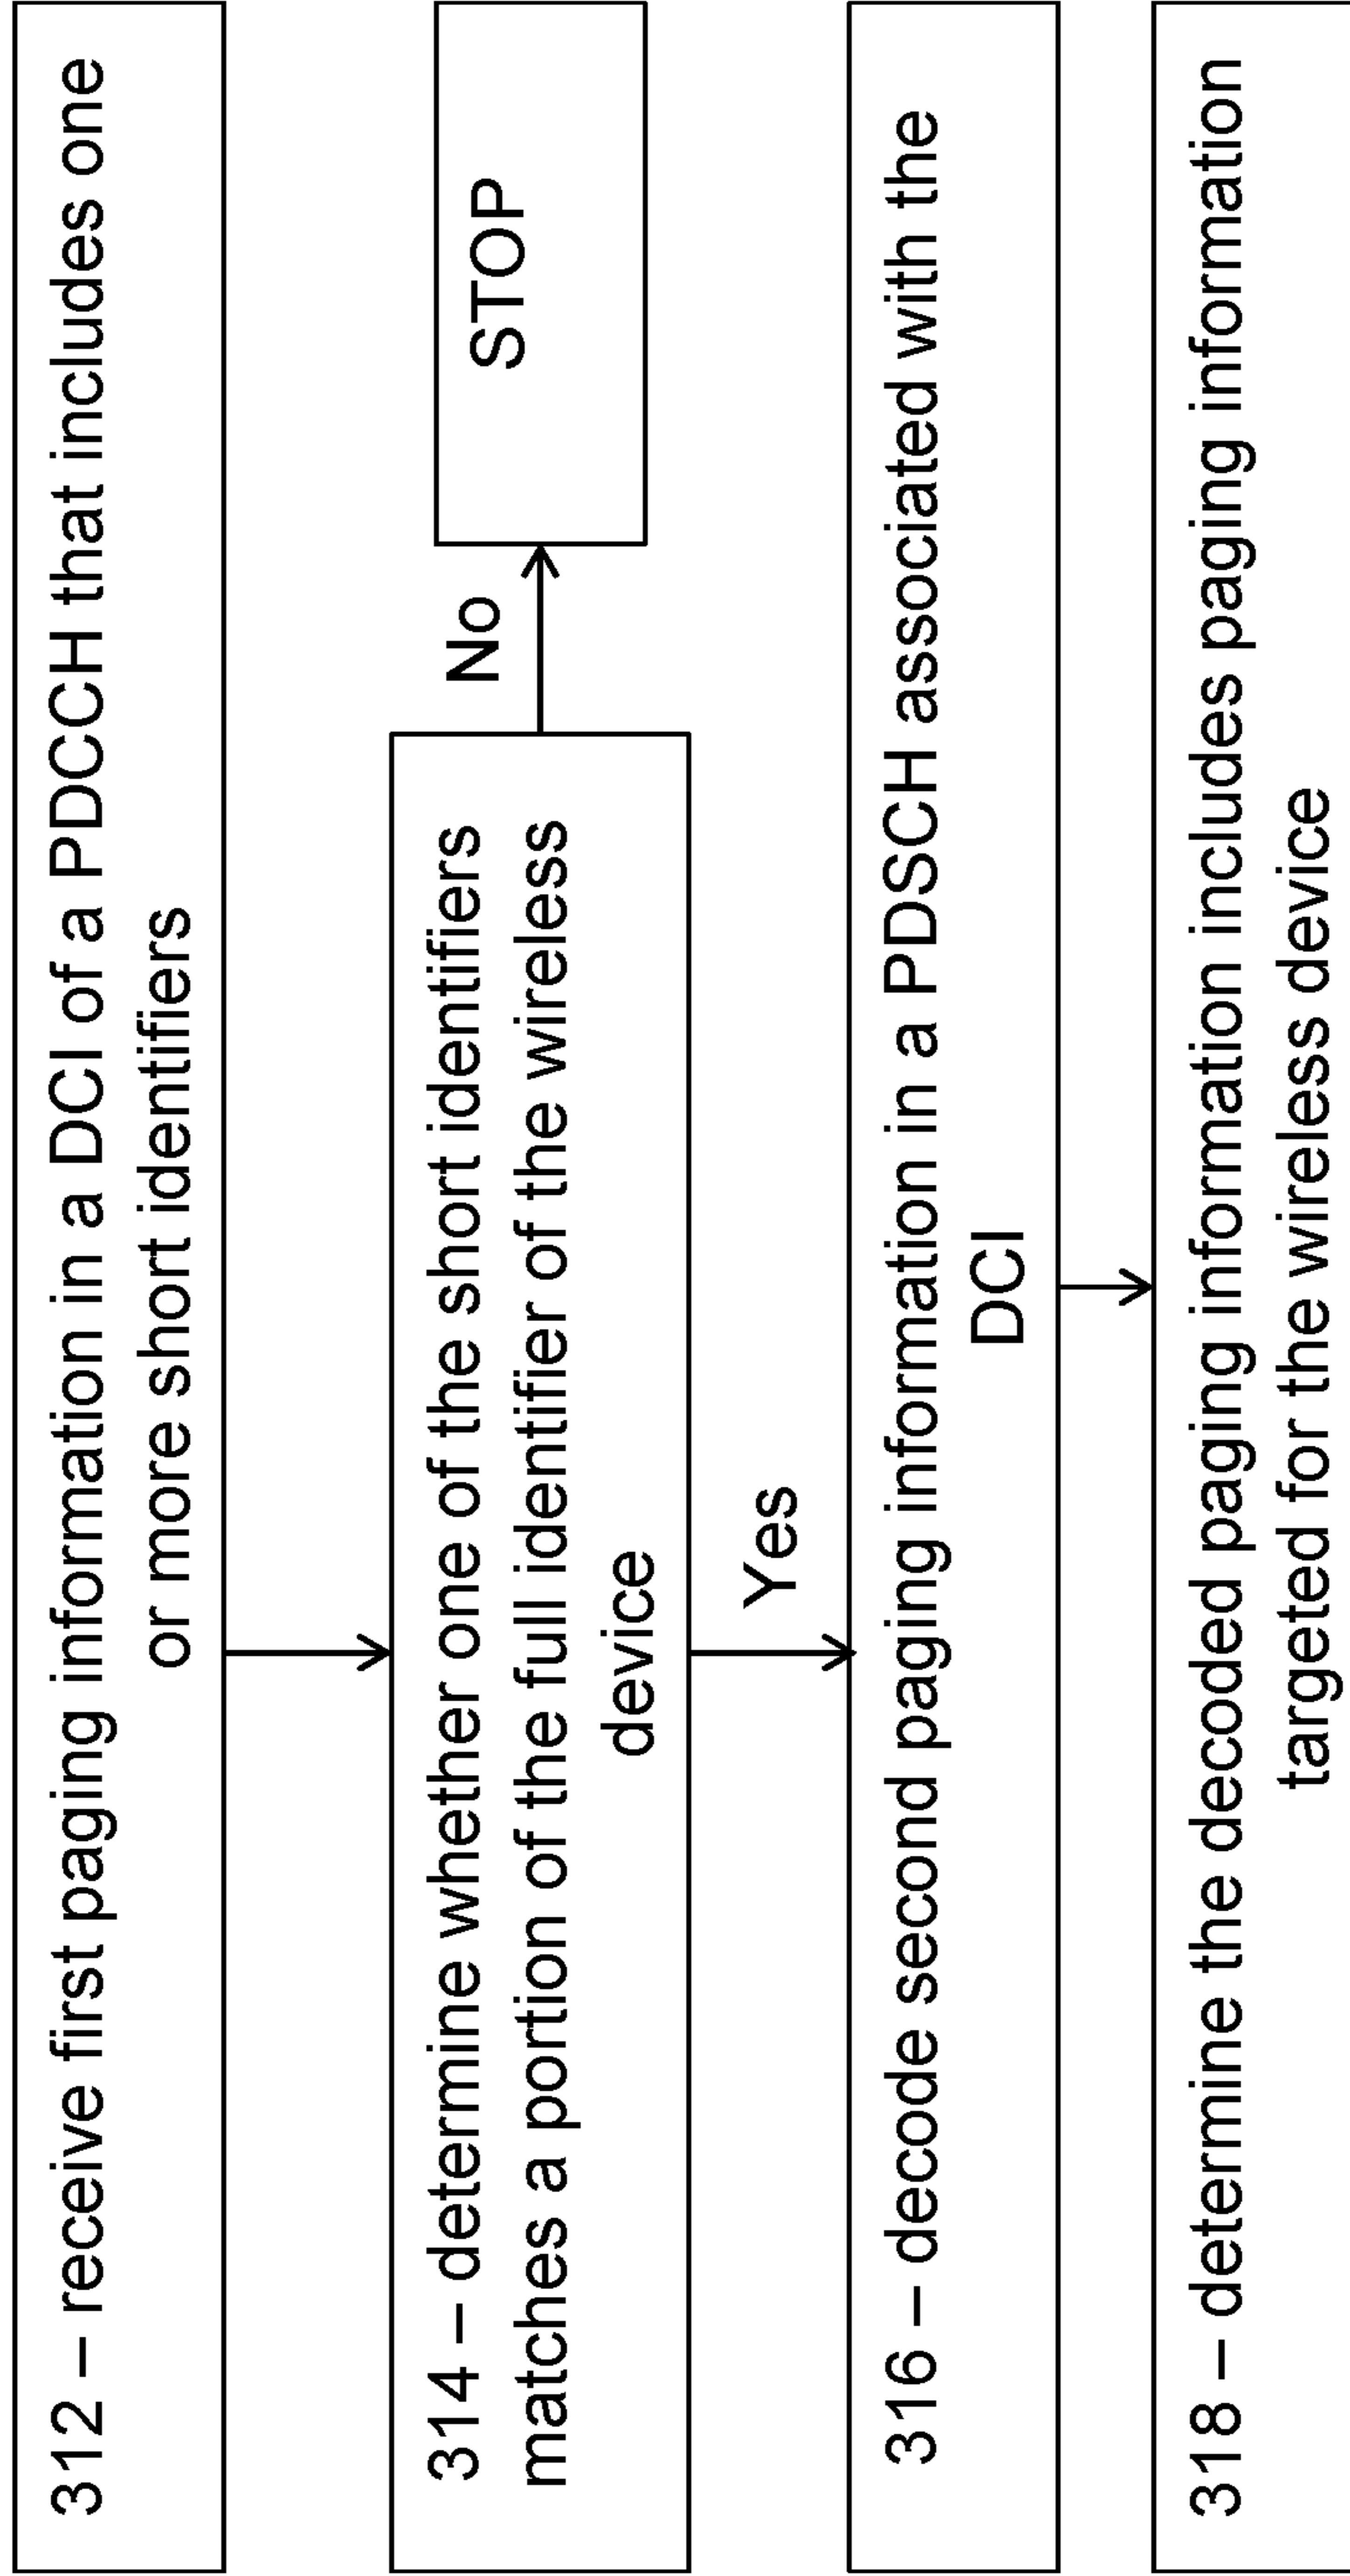 312 – receive first paging information in a DCI of a PDCCH that includes one
or more short identifiers
314 – determine whether one of the short identifiers
matches a portion of the full identifier of the wireless
device
No
STOP
Yes
316 – decode second paging information in a PDSCH associated with the
DCI
318 – determine the decoded paging information includes paging information
targeted for the wireless device